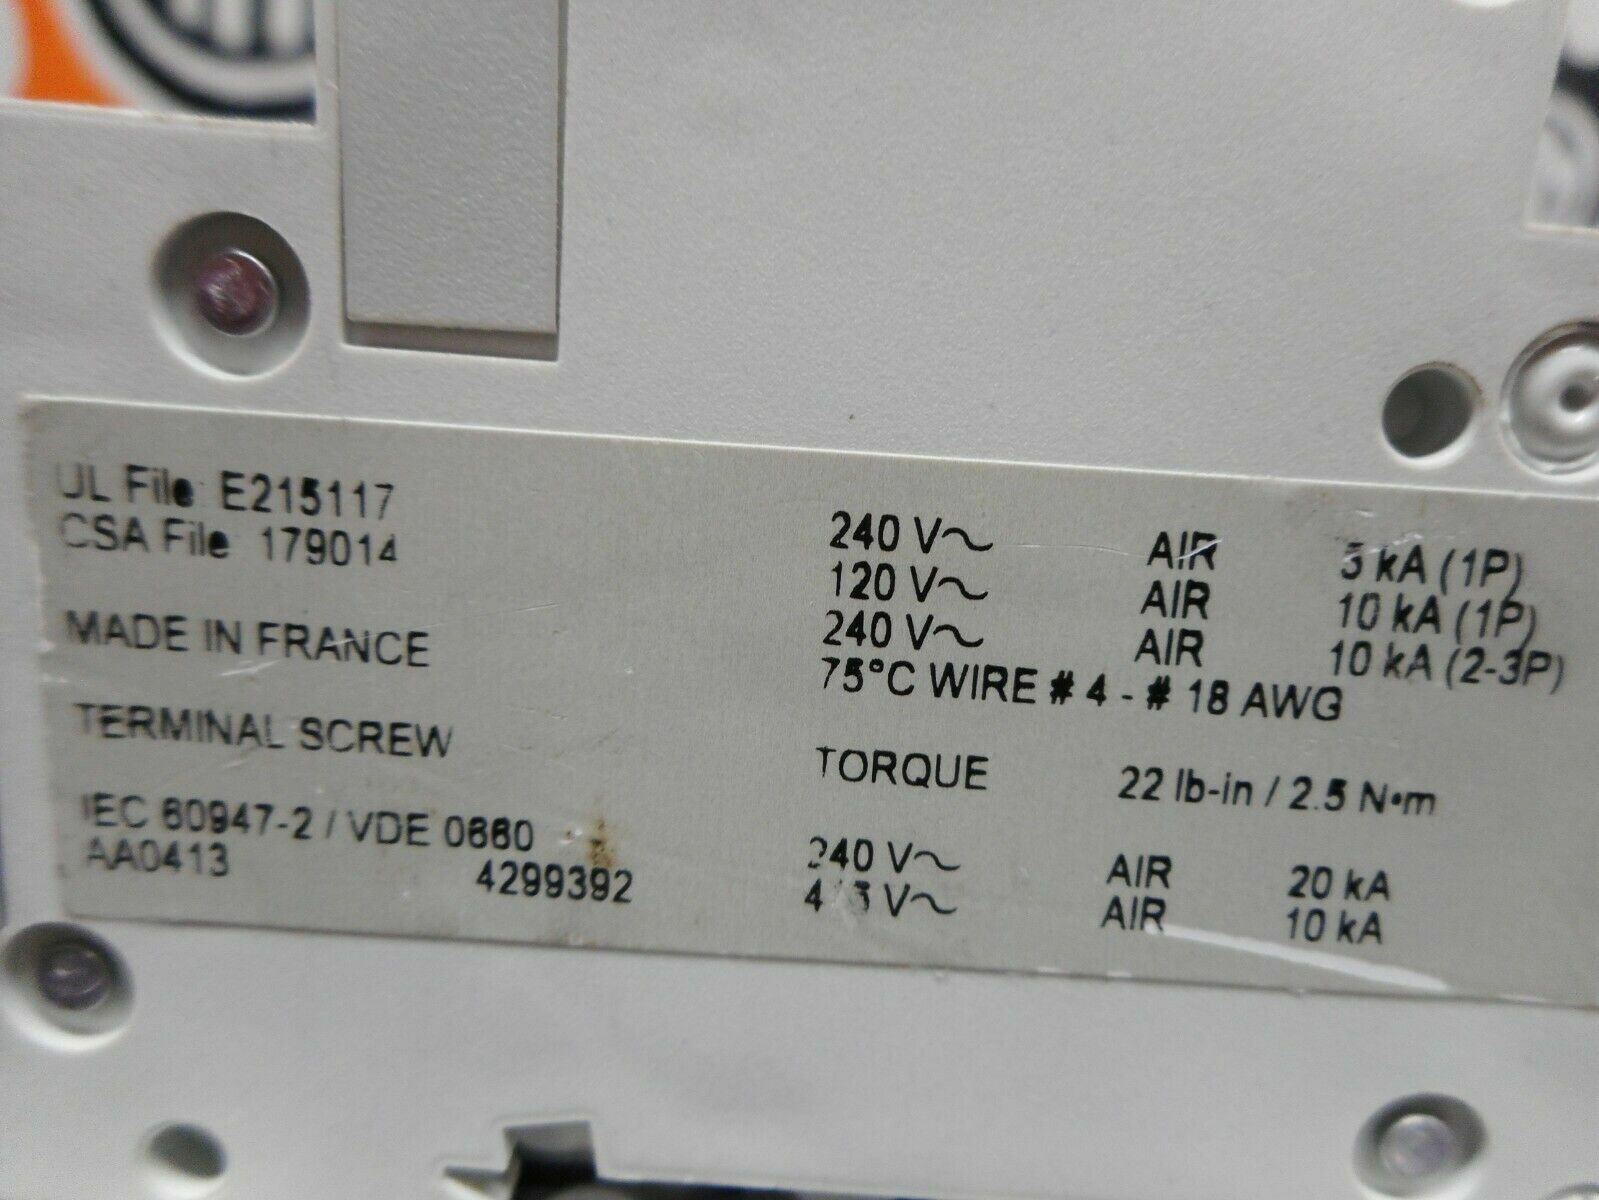 UL File: E215117
CSA File: 179014
MADE IN FRANCE
TERMINAL SCREW
IEC 60947-2 / VDE 0660
AA0413 4299392
240 V~ AIR 5 kA (1P)
120 V~ AIR 10 kA (1P)
240 V~ AIR 10 kA (2-3P)
75°C WIRE # 4 - # 18 AWG
TORQUE 22 lb-in / 2.5 N•m
240 V~ AIR 20 kA
V~ AIR 10 kA